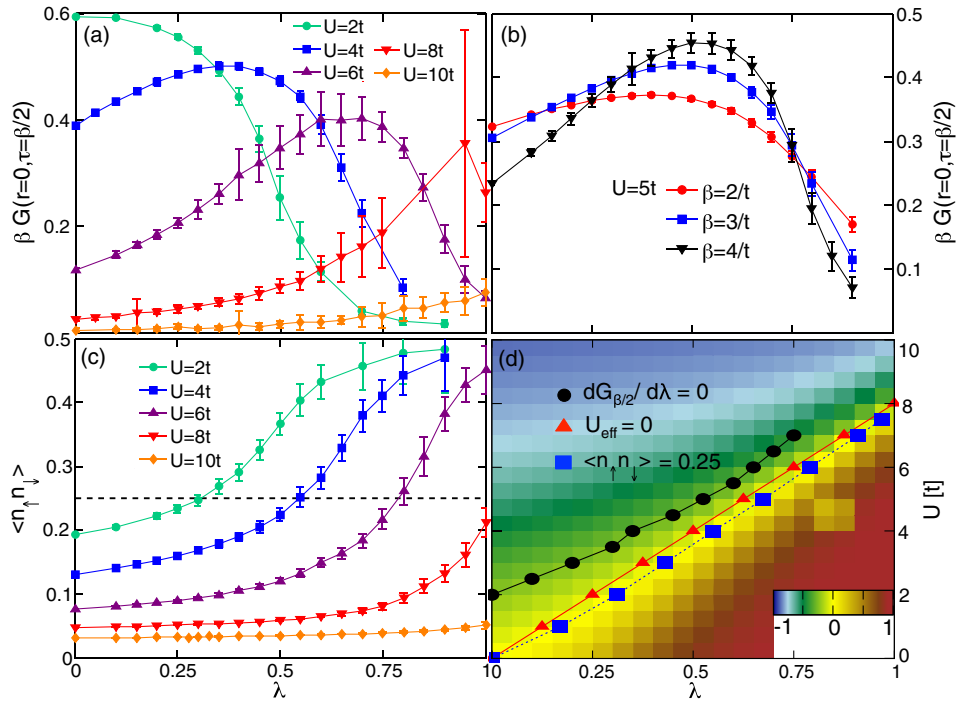 (a)
U=2t
U=4t
U=6t
U=8t
U=10t
β G(r=0,τ=β/2)
0.6
0.4
0.2
(b)
U=5t
β=2/t
β=3/t
β=4/t
0.5
0.4
0.3
0.2
0.1
β G(r=0,τ=β/2)
(c)
U=2t
U=4t
U=6t
U=8t
U=10t
<n↑n↓>
0.5
0.4
0.3
0.2
0.1
0
0 0.25 0.5 0.75 1
λ
(d)
dG β/2 / dλ = 0
U eff = 0
<n↑n↓> = 0.25
-1 0 1
10
8
6
4
2
0
U [t]
0 0.25 0.5 0.75 1
λ